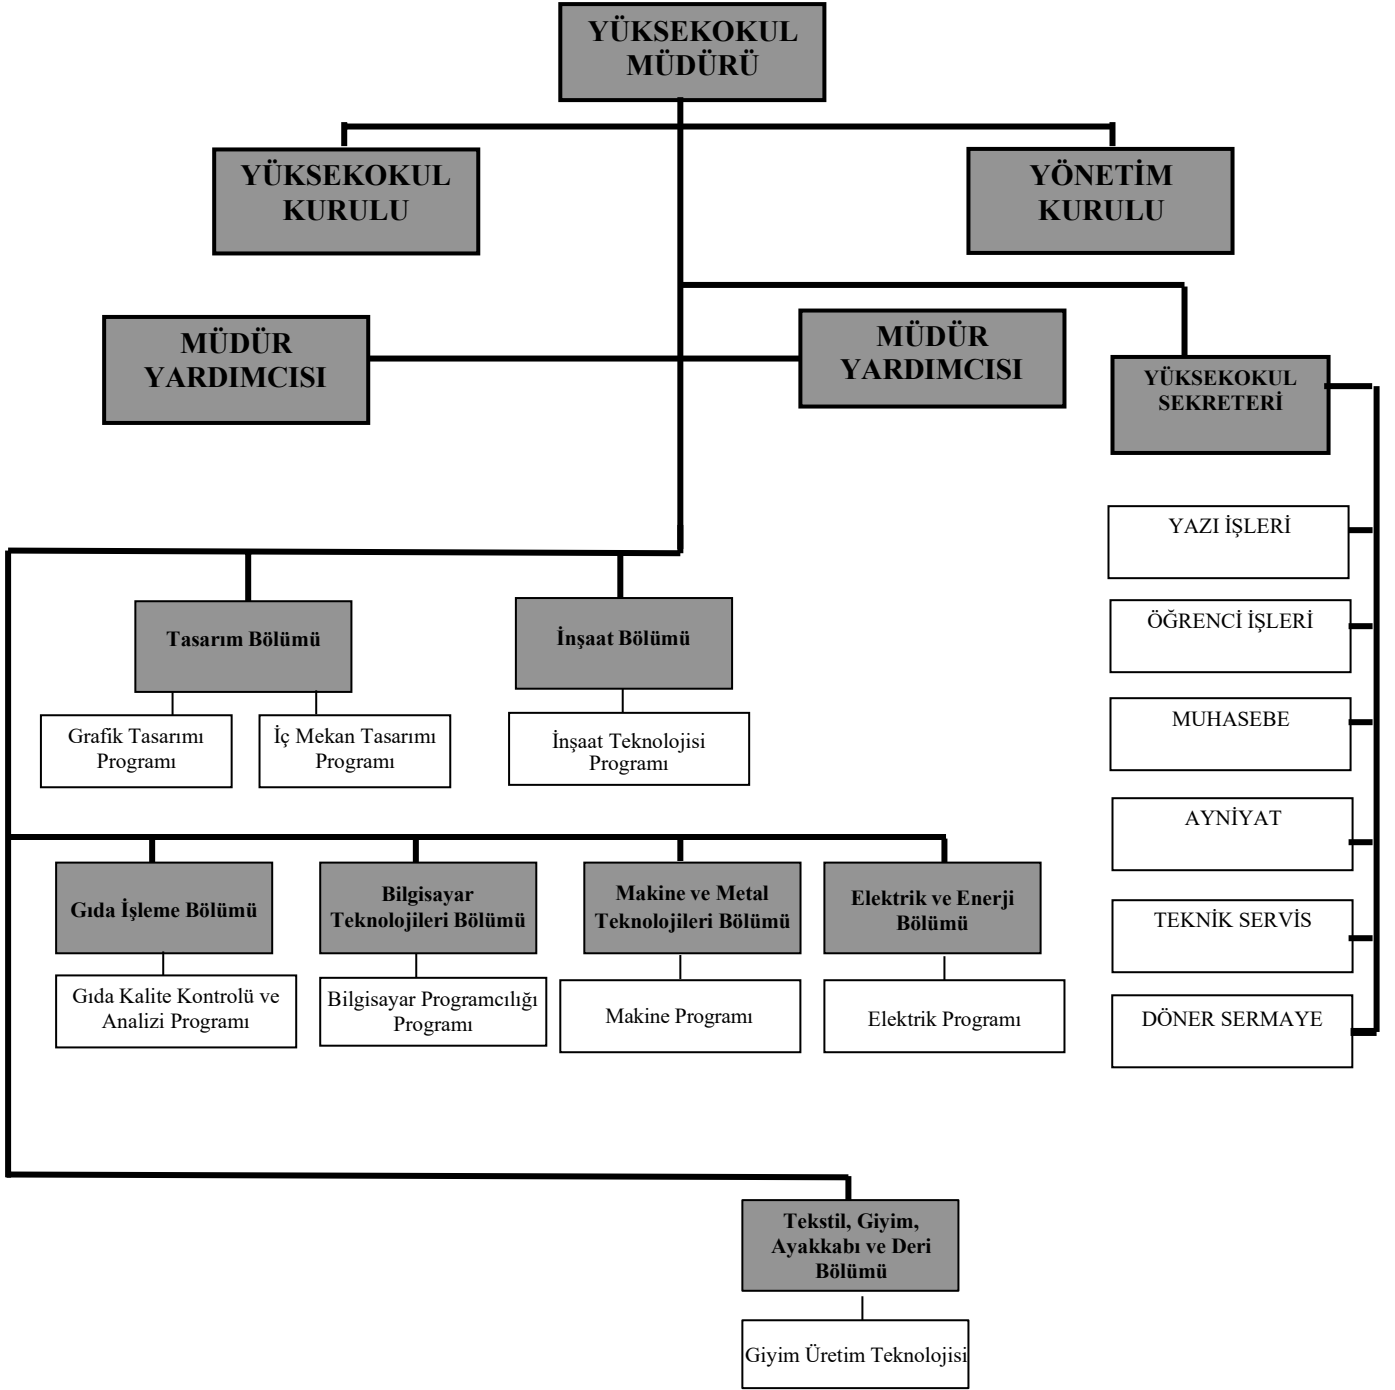 YÜKSEKOKUL
MÜDÜRÜ
YÜKSEKOKUL
KURULU
YÖNETİM
KURULU
MÜDÜR
YARDIMCISI
MÜDÜR
YARDIMCISI
YÜKSEKOKUL
SEKRETERİ
YAZI İŞLERİ
ÖĞRENCİ İŞLERİ
MUHASEBE
AYNİYAT
TEKNİK SERVİS
DÖNER SERMAYE
Tasarım Bölümü
İnşaat Bölümü
Grafik Tasarımı
Programı
İç Mekan Tasarımı
Programı
İnşaat Teknolojisi
Programı
Gıda İşleme Bölümü
Bilgisayar
Teknolojileri Bölümü
Makine ve Metal
Teknolojileri Bölümü
Elektrik ve Enerji
Bölümü
Gıda Kalite Kontrolü ve
Analizi Programı
Bilgisayar Programcılığı
Programı
Makine Programı
Elektrik Programı
Tekstil, Giyim,
Ayakkabı ve Deri
Bölümü
Giyim Üretim Teknolojisi